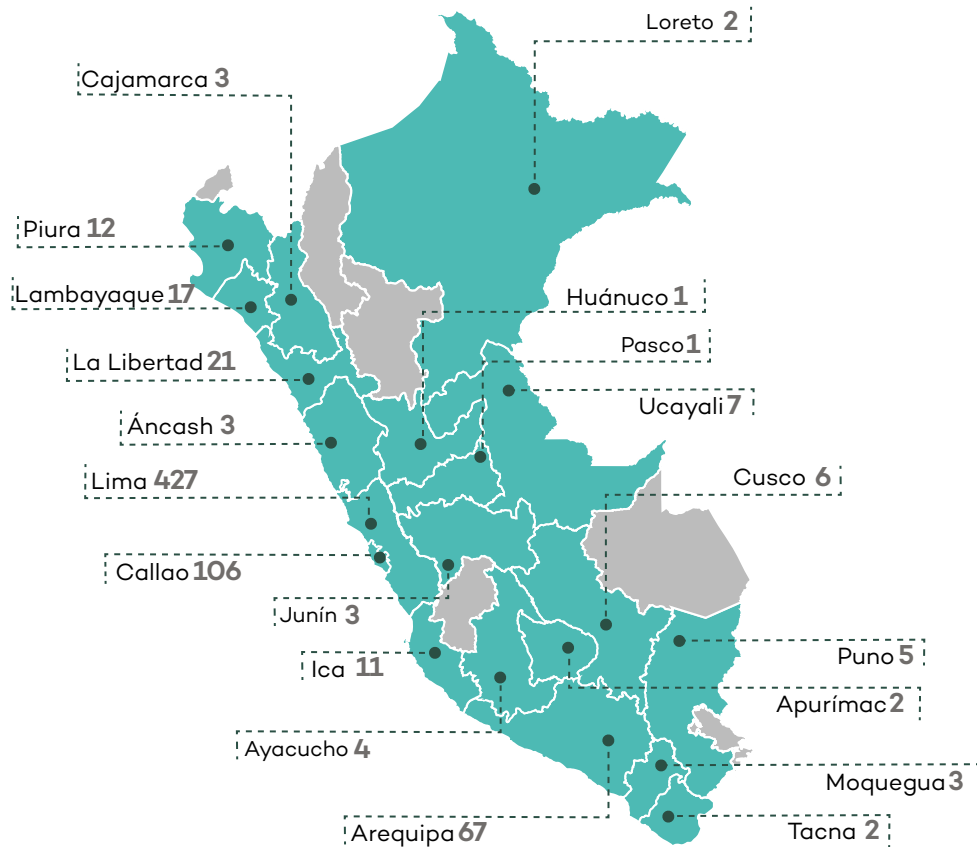 Loreto 2
Cajamarca 3
Piura 12
Lambayaque 17
Huánuco 1
Pasco 1
La Libertad 21
Ucayali 7
Áncash 3
Lima 427
Cusco 6
Callao 106
Junín 3
Ica 11
Puno 5
Apurímac 2
Ayacucho 4
Moquegua 3
Arequipa 67
Tacna 2